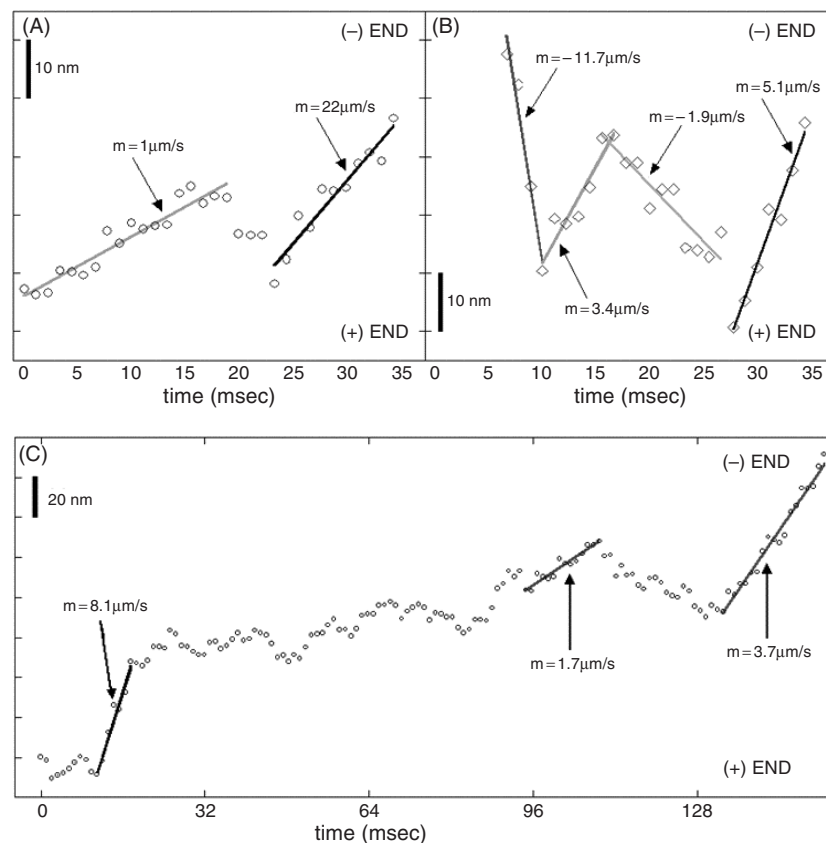 (A)
(–) END
10 nm
m=1μm/s
m=22μm/s
(+) END
0 5 10 15 20 25 30 35
time (msec)
(B)
(–) END
m=–11.7μm/s
5.1μm/s
m=–1.9μm/s
10 nm
m=3.4μm/s
(+) END
0 5 10 15 20 25 30 35
time (msec)
(C)
(–) END
20 nm
m=8.1μm/s
m=1.7μm/s
m=3.7μm/s
(+) END
0 32 64 96 128
time (msec)